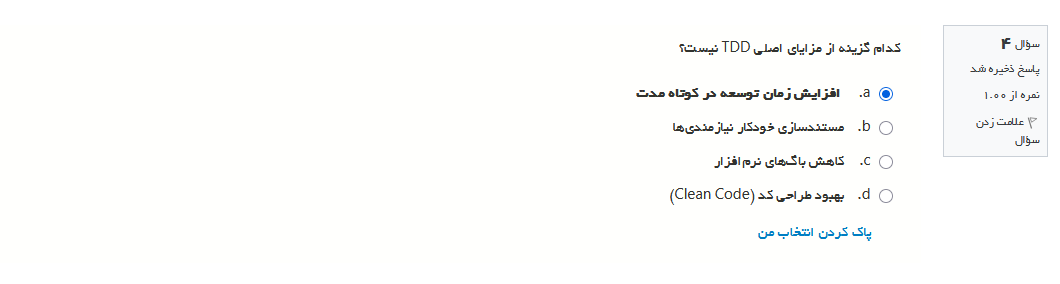 سؤال ۴
پاسخ ذخیره شد
نمره از ۱.۰۰
علامت زدن
سؤال
کدام گزینه از مزایای اصلی TDD نیست؟
a. افزایش زمان توسعه در کوتاه مدت
b. مستندسازی خودکار نیازمندی‌ها
c. کاهش باگ‌های نرم افزار
d. بهبود طراحی کد (Clean Code)
پاک کردن انتخاب من